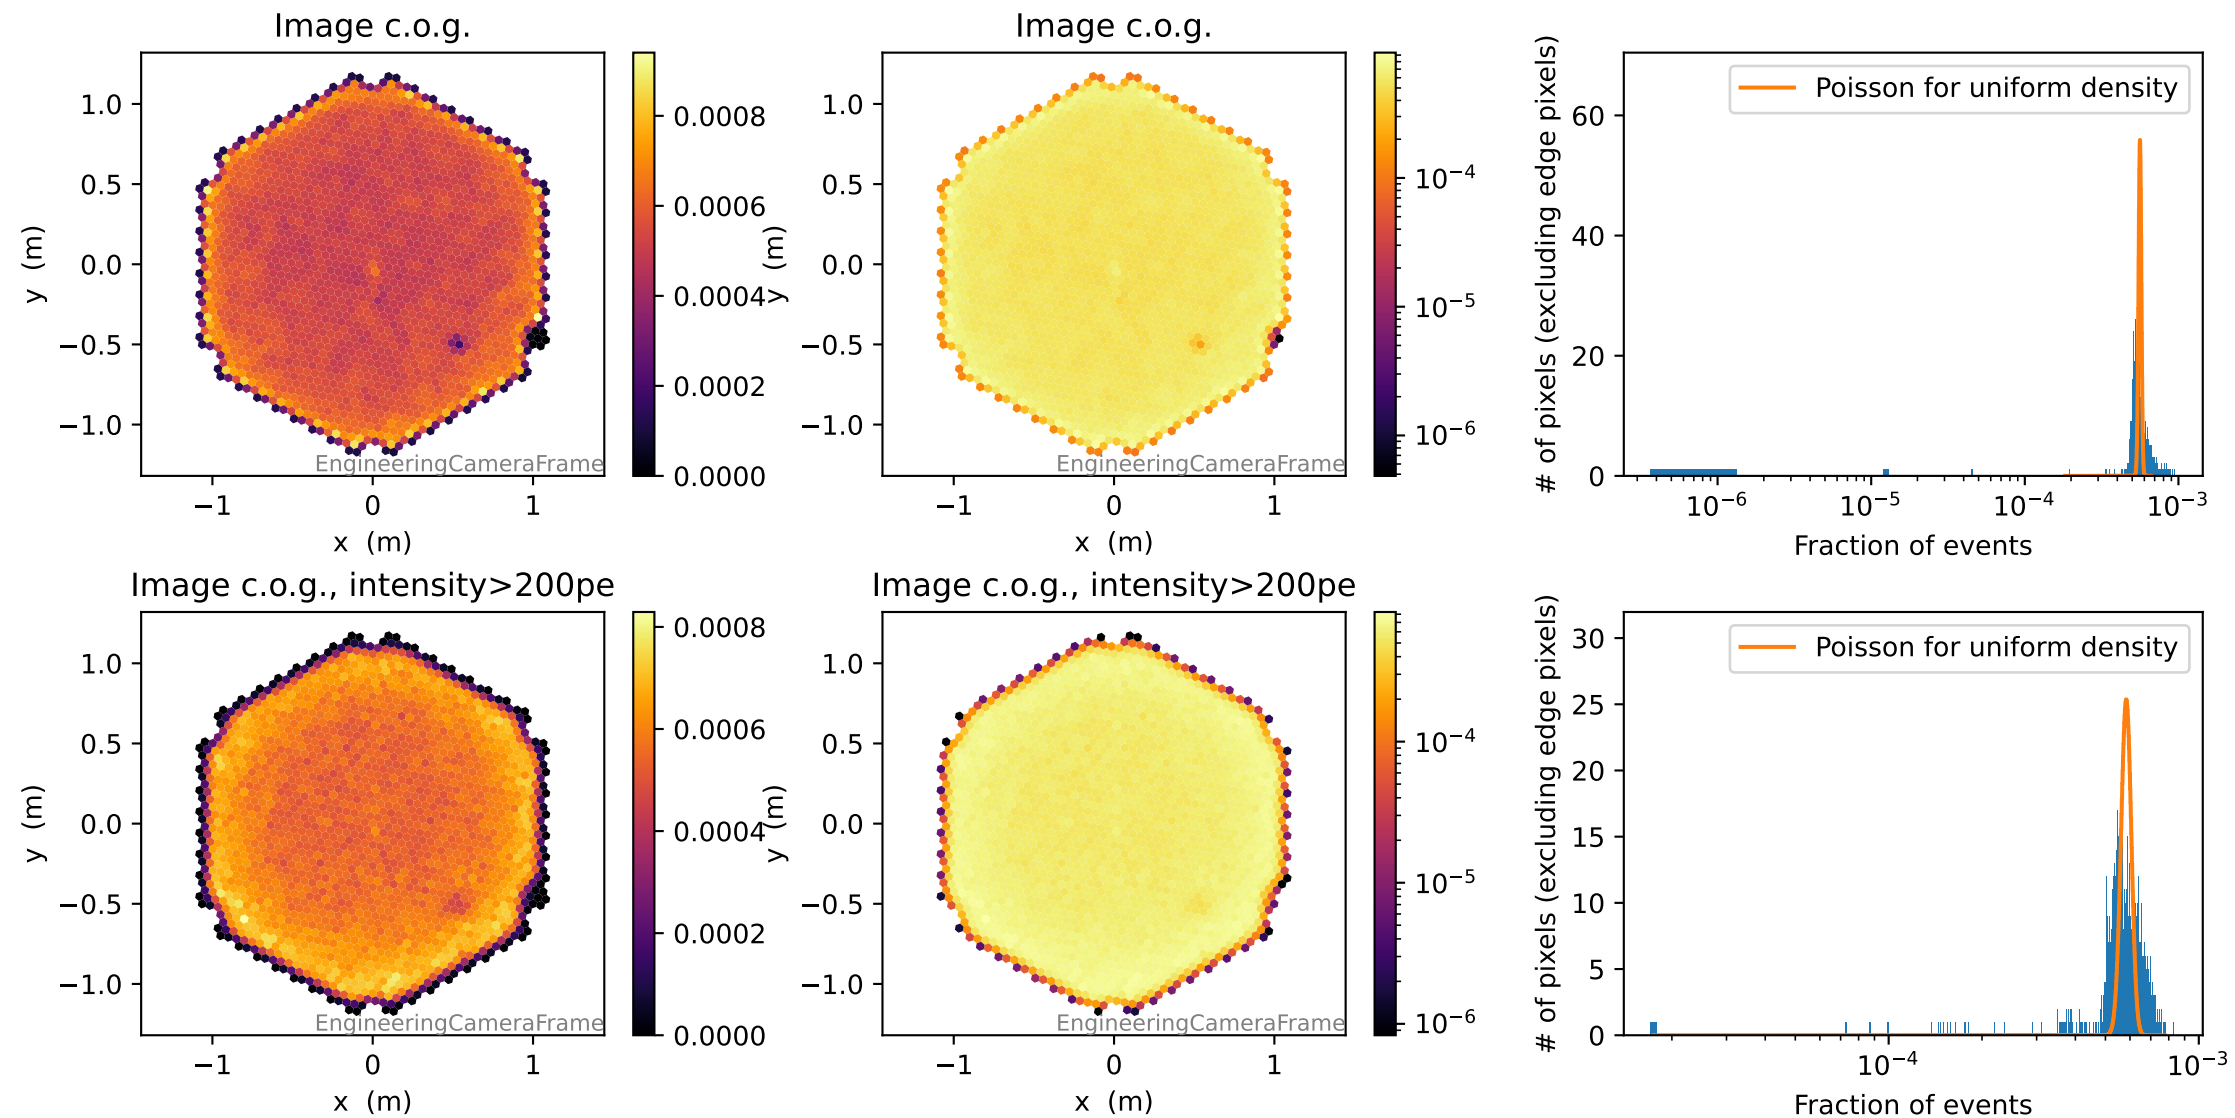 Image c.o.g.
1.0
0.5
0.0
−0.5
−1.0
y (m)
−1
0
1
x (m)
EngineeringCameraFrame
0.0008
0.0006
0.0004
0.0002
0.0000
Image c.o.g.
1.0
0.5
0.0
−0.5
−1.0
y (m)
−1
0
1
x (m)
EngineeringCameraFrame
10⁻⁴
10⁻⁵
10⁻⁶
# of pixels (excluding edge pixels)
60
40
20
0
Poisson for uniform density
10⁻⁶
10⁻⁵
10⁻⁴
10⁻³
Fraction of events
Image c.o.g., intensity>200pe
1.0
0.5
0.0
−0.5
−1.0
y (m)
−1
0
1
x (m)
EngineeringCameraFrame
0.0008
0.0006
0.0004
0.0002
0.0000
Image c.o.g., intensity>200pe
1.0
0.5
0.0
−0.5
−1.0
y (m)
−1
0
1
x (m)
EngineeringCameraFrame
10⁻⁴
10⁻⁵
10⁻⁶
# of pixels (excluding edge pixels)
30
25
20
15
10
5
0
Poisson for uniform density
10⁻⁴
10⁻³
Fraction of events